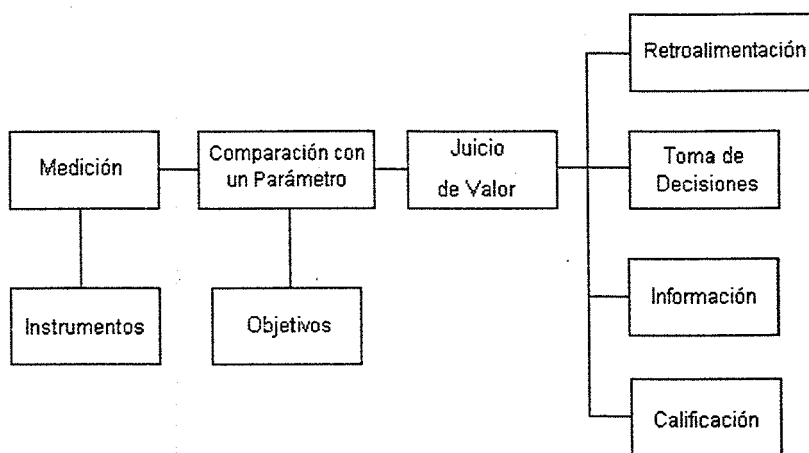 Retroalimentación
Medición
Comparación con
un Parámetro
Juicio
de Valor
Toma de
Decisiones
Instrumentos
Objetivos
Información
Calificación